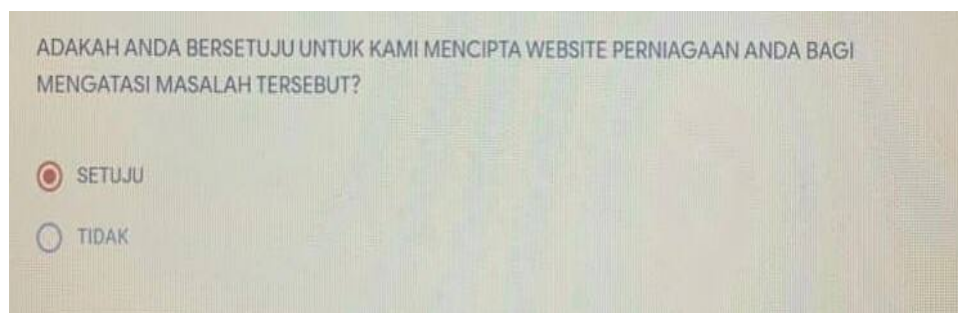 ADAKAH ANDA BERSETUJU UNTUK KAMI MENCIPTA WEBSITE PERNIAGAAN ANDA BAGI
MENGATASI MASALAH TERSEBUT?
SETUJU
TIDAK